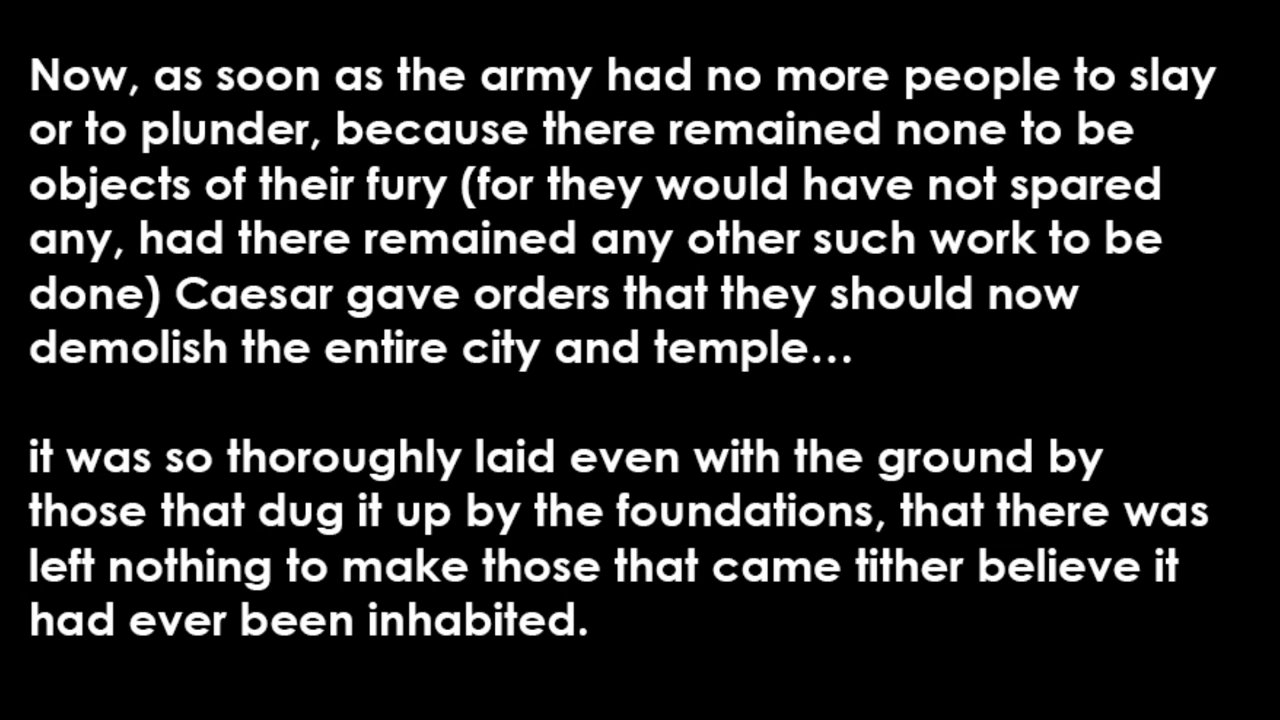 Now, as soon as the army had no more people to slay
or to plunder, because there remained none to be
objects of their fury (for they would have not spared
any, had there remained any other such work to be
done) Caesar gave orders that they should now
demolish the entire city and temple…
it was so thoroughly laid even with the ground by
those that dug it up by the foundations, that there was
left nothing to make those that came tither believe it
had ever been inhabited.